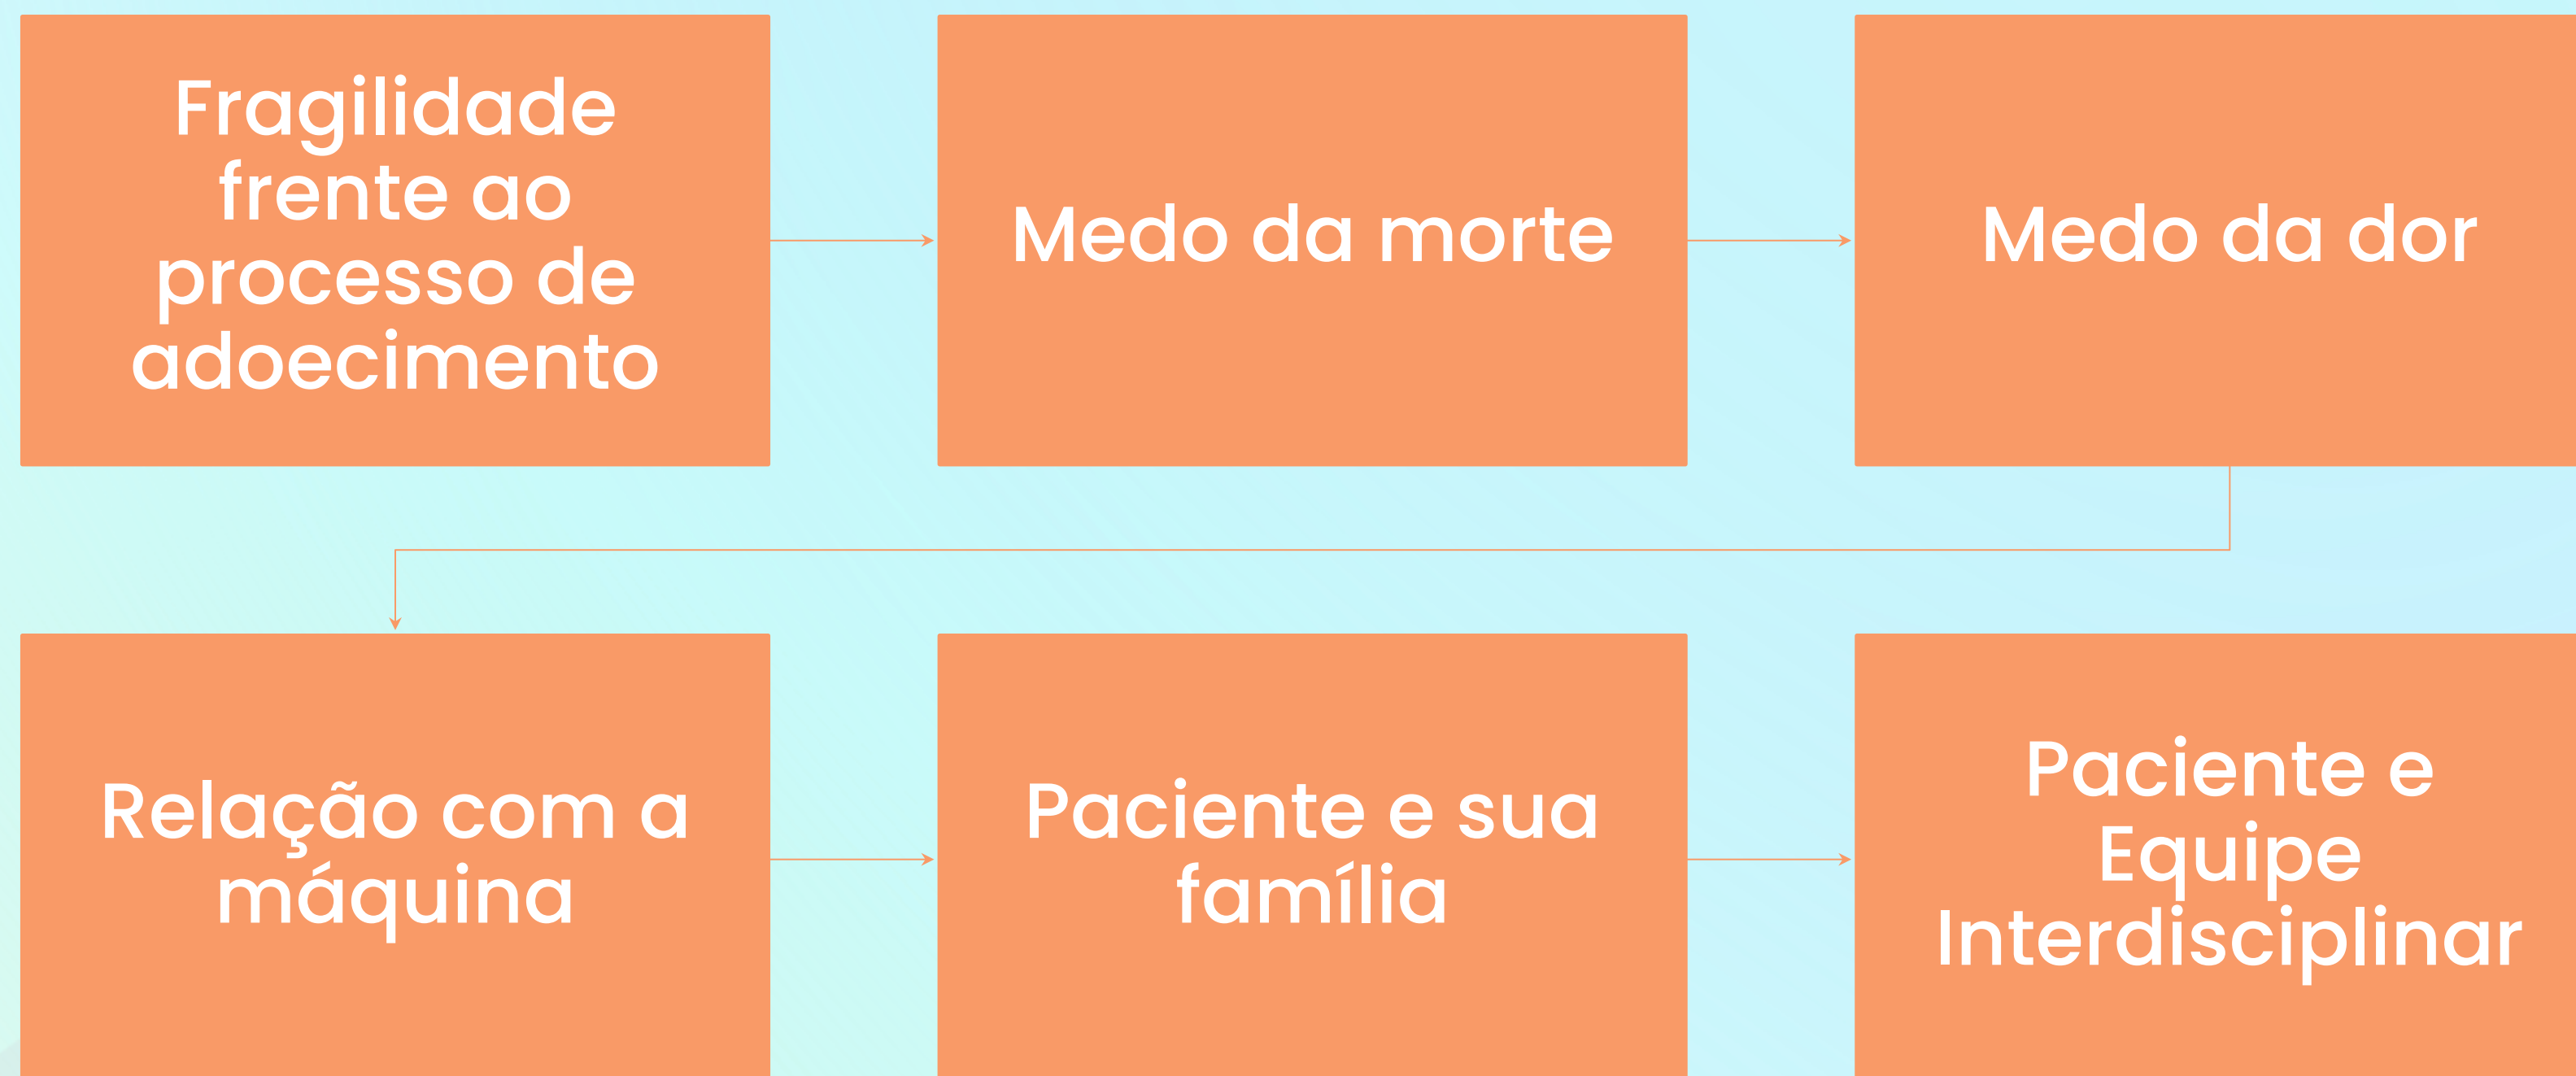 Fragilidade
frente ao
processo de
adoecimento
Medo da morte
Medo da dor
Relação com a
máquina
Paciente e sua
família
Paciente e
Equipe
Interdisciplinar